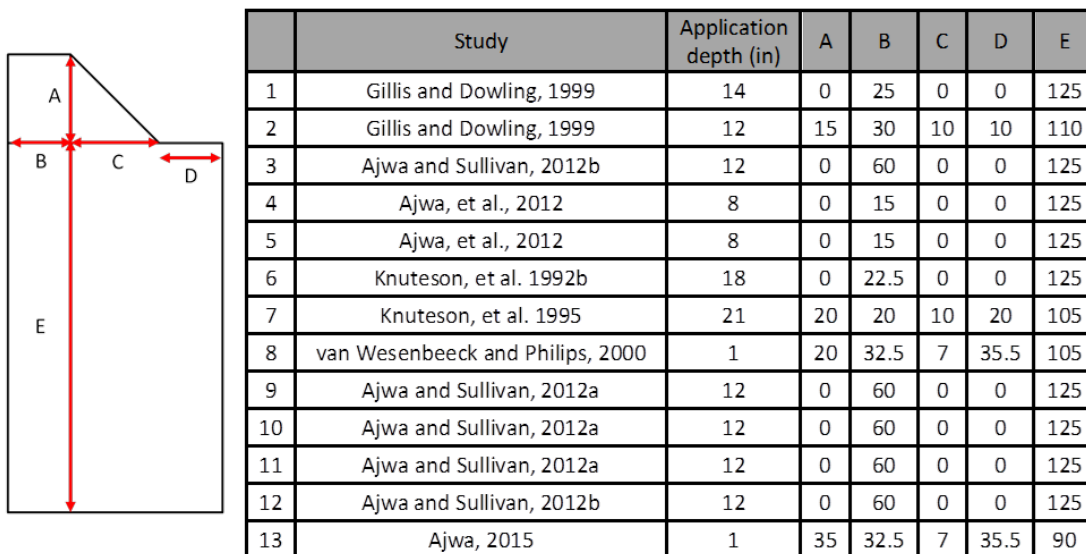 A
B
C
D
E
Study Application depth (in) A B C D E
1 Gillis and Dowling, 1999 14 0 25 0 0 125
2 Gillis and Dowling, 1999 12 15 30 10 10 110
3 Ajwa and Sullivan, 2012b 12 0 60 0 0 125
4 Ajwa, et al., 2012 8 0 15 0 0 125
5 Ajwa, et al., 2012 8 0 15 0 0 125
6 Knuteson, et al. 1992b 18 0 22.5 0 0 125
7 Knuteson, et al. 1995 21 20 20 10 20 105
8 van Wesenbeeck and Philips, 2000 1 20 32.5 7 35.5 105
9 Ajwa and Sullivan, 2012a 12 0 60 0 0 125
10 Ajwa and Sullivan, 2012a 12 0 60 0 0 125
11 Ajwa and Sullivan, 2012a 12 0 60 0 0 125
12 Ajwa and Sullivan, 2012b 12 0 60 0 0 125
13 Ajwa, 2015 1 35 32.5 7 35.5 90